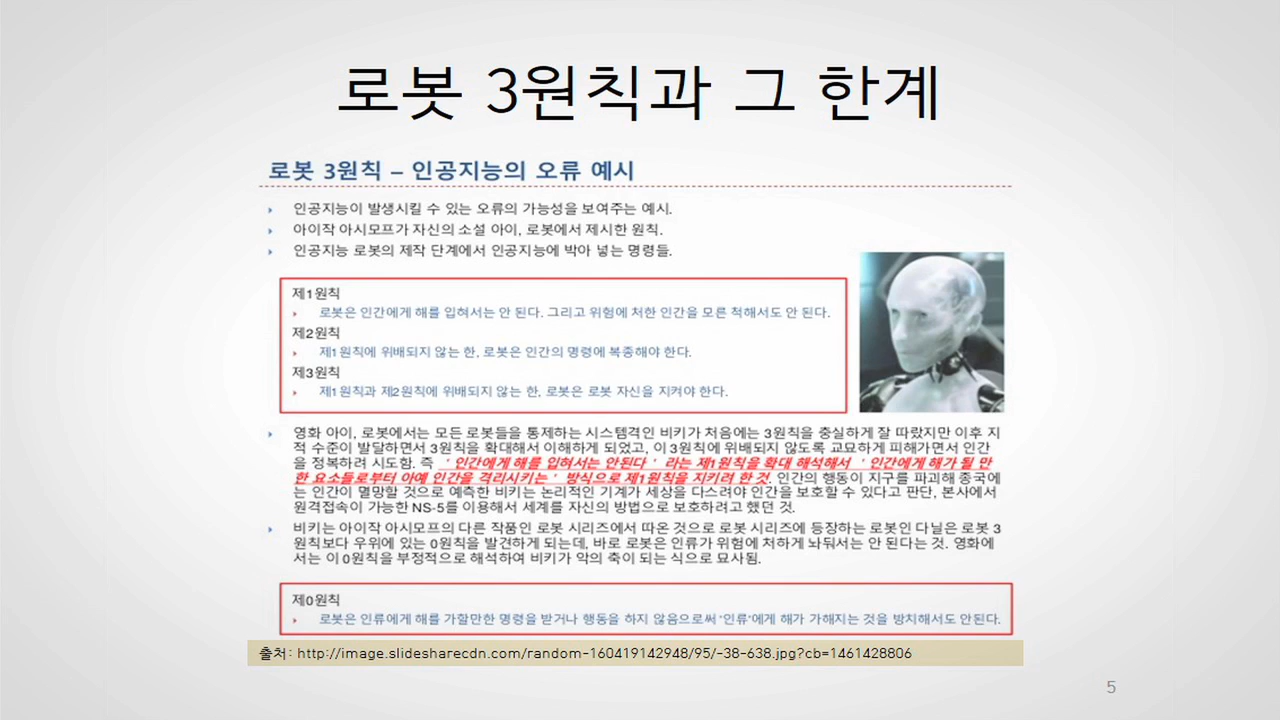 로봇 3원칙과 그 한계
로봇 3원칙 – 인공지능의 오류 예시
인공지능이 발생시킬 수 있는 오류의 가능성을 보여주는 예시.
아이작 아시모프가 자신의 소설 아이, 로봇에서 제시한 원칙.
인공지능 로봇의 제작 단계에서 인공지능에 박아 넣는 명령들.
제1원칙
로봇은 인간에게 해를 입혀서는 안 된다. 그리고 위험에 처한 인간을 모른 척해서도 안 된다.
제2원칙
제1원칙에 위배되지 않는 한, 로봇은 인간의 명령에 복종해야 한다.
제3원칙
제1원칙과 제2원칙에 위배되지 않는 한, 로봇은 로봇 자신을 지켜야 한다.
영화 아이, 로봇에서는 모든 로봇들을 통제하는 시스템격인 비키가 처음에는 3원칙을 충실하게 잘 따랐지만 이후 지
적 수준이 발달하면서 3원칙을 확대해서 이해하게 되었고, 이 3원칙에 위배되지 않도록 교묘하게 피해가면서 인간
을 정복하려 시도함. 즉 ' 인간에게 해를 입혀서는 안된다 ' 라는 제1원칙을 확대 해석해서 ' 인간에게 해가 될 만
한 요소들로부터 아예 인간을 격리시키는 ' 방식으로 제1원칙을 지키려 한 것. 인간의 행동이 지구를 파괴해 종국에
는 인간이 멸망할 것으로 예측한 비키는 논리적인 기계가 세상을 다스려야 인간을 보호할 수 있다고 판단, 본사에서
원격접속이 가능한 NS-5를 이용해서 세계를 자신의 방법으로 보호하려고 했던 것.
비키는 아이작 아시모프의 다른 작품인 로봇 시리즈에서 따온 것으로 로봇 시리즈에 등장하는 로봇인 다닐은 로봇 3
원칙보다 우위에 있는 0원칙을 발견하게 되는데, 바로 로봇은 인류가 위험에 처하게 놔둬서는 안 된다는 것. 영화에
서는 이 0원칙을 부정적으로 해석하여 비키가 악의 축이 되는 식으로 묘사됨.
제0원칙
로봇은 인류에게 해를 가할만한 명령을 받거나 행동을 하지 않음으로써 "인류"에게 해가 가해지는 것을 방치해서도 안된다.
출처: http://image.slidesharecdn.com/random-160419142948/95/-38-638.jpg?cb=1461428806
5